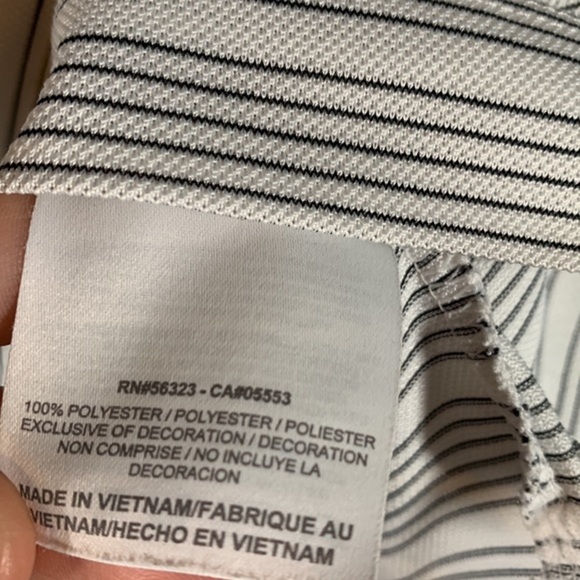 RN#56323 - CA#05553
100% POLYESTER / POLYESTER / POLIESTER
EXCLUSIVE OF DECORATION / DECORATION
NON COMPRISE / NO INCLUYE LA
DECORACION
MADE IN VIETNAM/FABRIQUE AU
VIETNAM/HECHO EN VIETNAM